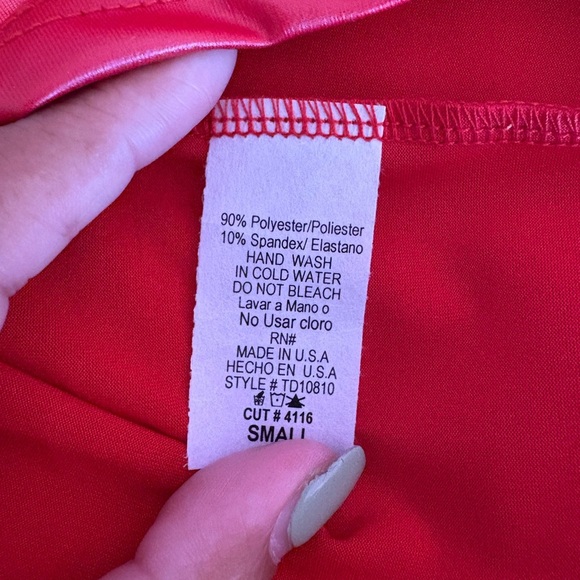 90% Polyester/Poliester
10% Spandex/ Elastano
HAND WASH
IN COLD WATER
DO NOT BLEACH
Lavar a Mano o
No Usar cloro
RN#
MADE IN U.S.A
HECHO EN U.S.A
STYLE # TD10810
CUT # 4116
SMALL